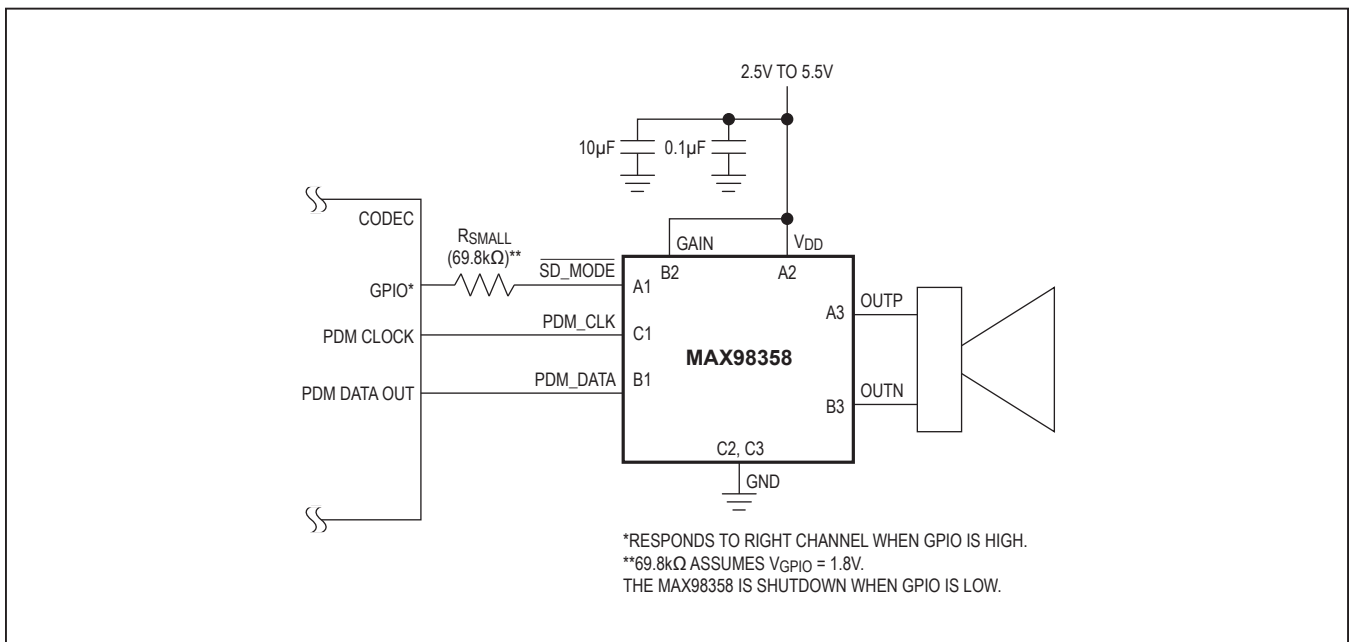 2.5V TO 5.5V
10µF
0.1µF
CODEC
RSMALL
(69.8kΩ)**
GPIO*
SD_MODE
A1
GAIN
B2
VDD
A2
PDM CLOCK
PDM_CLK
C1
MAX98358
A3
OUTP
PDM DATA OUT
PDM_DATA
B1
B3
OUTN
C2, C3
GND
*RESPONDS TO RIGHT CHANNEL WHEN GPIO IS HIGH.
**69.8kΩ ASSUMES VGPIO = 1.8V.
THE MAX98358 IS SHUTDOWN WHEN GPIO IS LOW.